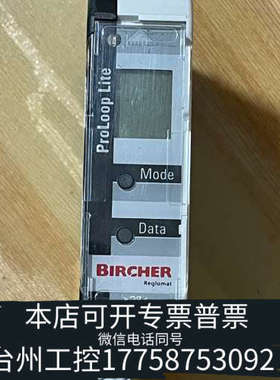 ProLoop Lite
Mode
Data
BIRCHER
Reglomat
本店可开专票普票
微信电话同号
台州工控17758753092